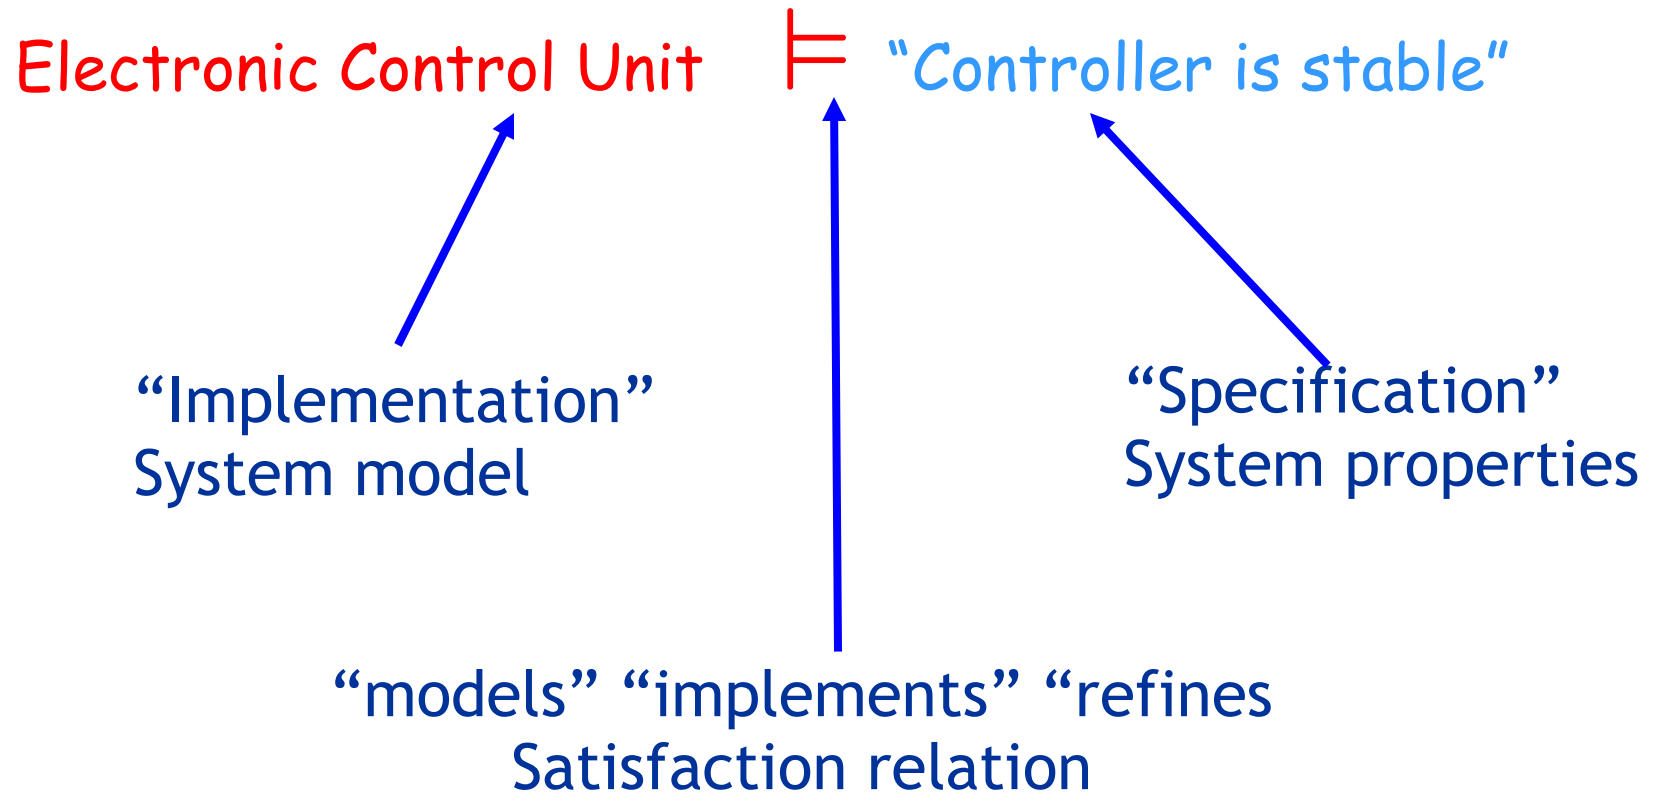 Electronic Control Unit ⊨ “Controller is stable”
“Implementation”
System model
“Specification”
System properties
“models” “implements” “refines
Satisfaction relation